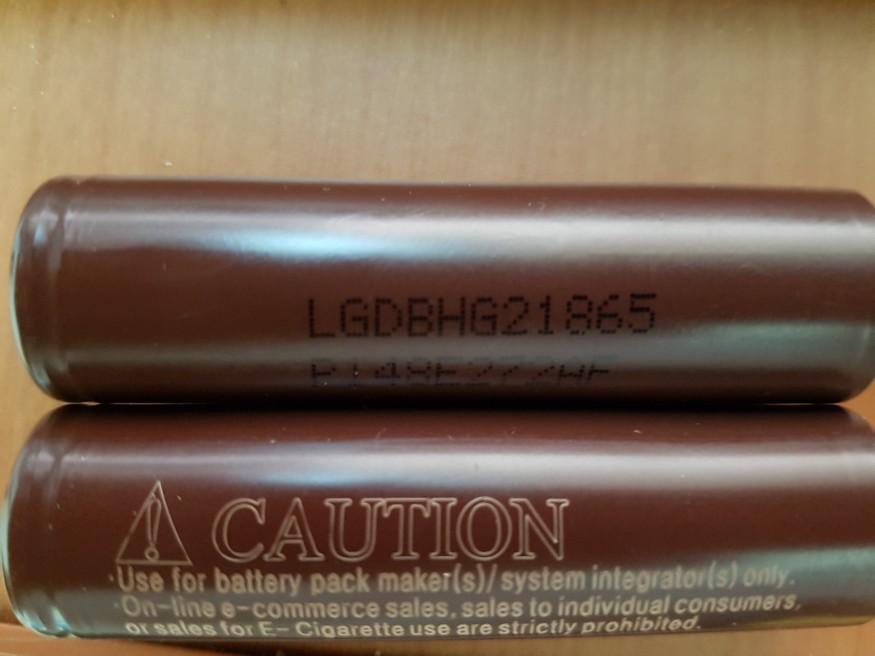 LGDBHG21865
CAUTION
·Use for battery pack maker(s)/ system integrator(s) only.
·On-line e-commerce sales, sales to individual consumers,
or sales for E- Cigarette use are strictly prohibited.